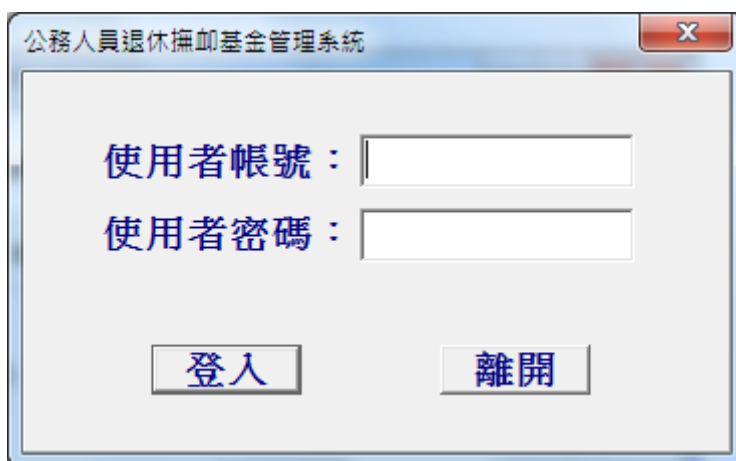 公務人員退休撫卹基金管理系統
使用者帳號：
使用者密碼：
登入
離開